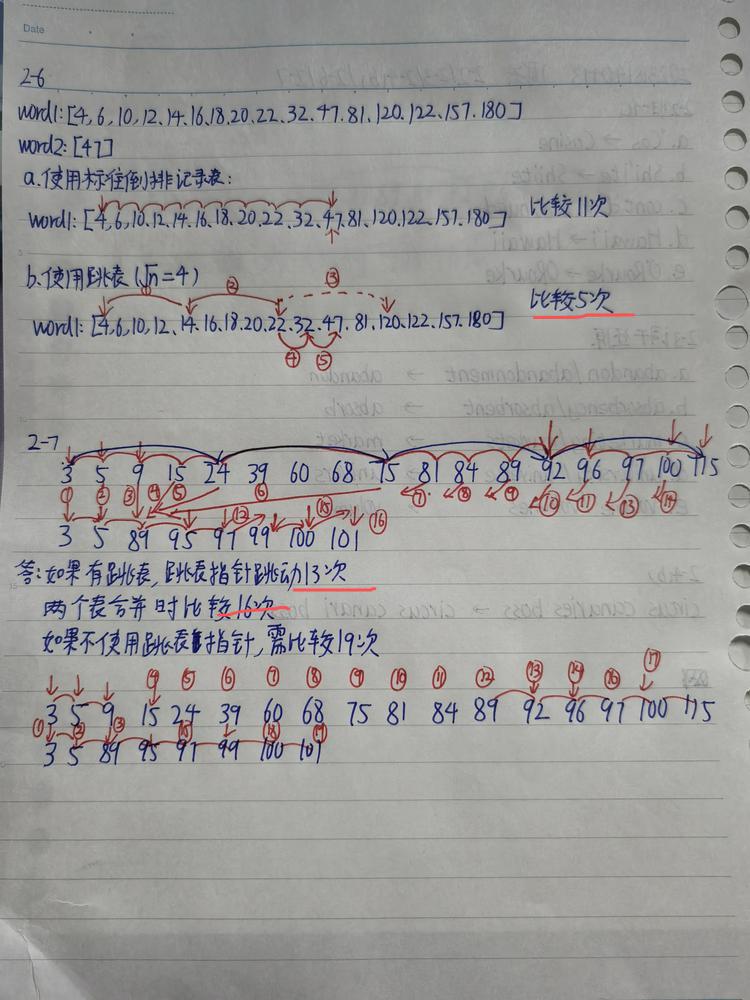 Date
2-6
word1:[4,6,10,12,14,16,18,20,22,32,47,81,120,122,157,180]
word2:[47]
a.使用标准倒排记录表:
word1:[4,6,10,12,14,16,18,20,22,32,47,81,120,122,157,180] 比较11次
b.使用跳表(√n=4) ① ② ③
比较5次
word1:[4,6,10,12,14,16,18,20,22,32,47,81,120,122,157,180]
④ ⑤
2-7
3 5 9 15 24 39 60 68 75 81 84 89 92 96 97 100 115
① ② ③ ④ ⑤ ⑥ ⑦ ⑧ ⑨ ⑩ ⑪ ⑬ ⑭
⑫ ⑮ ⑯
3 5 89 95 97 99 100 101
答:如果有跳表,跳表指针跳动13次
两个表合并时比较16次
如果不使用跳表指针,需比较19次
④ ⑤ ⑥ ⑦ ⑧ ⑨ ⑩ ⑪ ⑫ ⑬ ⑭ ⑯ ⑰
3 5 9 15 24 39 60 68 75 81 84 89 92 96 97 100 115
① ② ③ ⑮ ⑱ ⑲
3 5 89 95 97 99 100 101